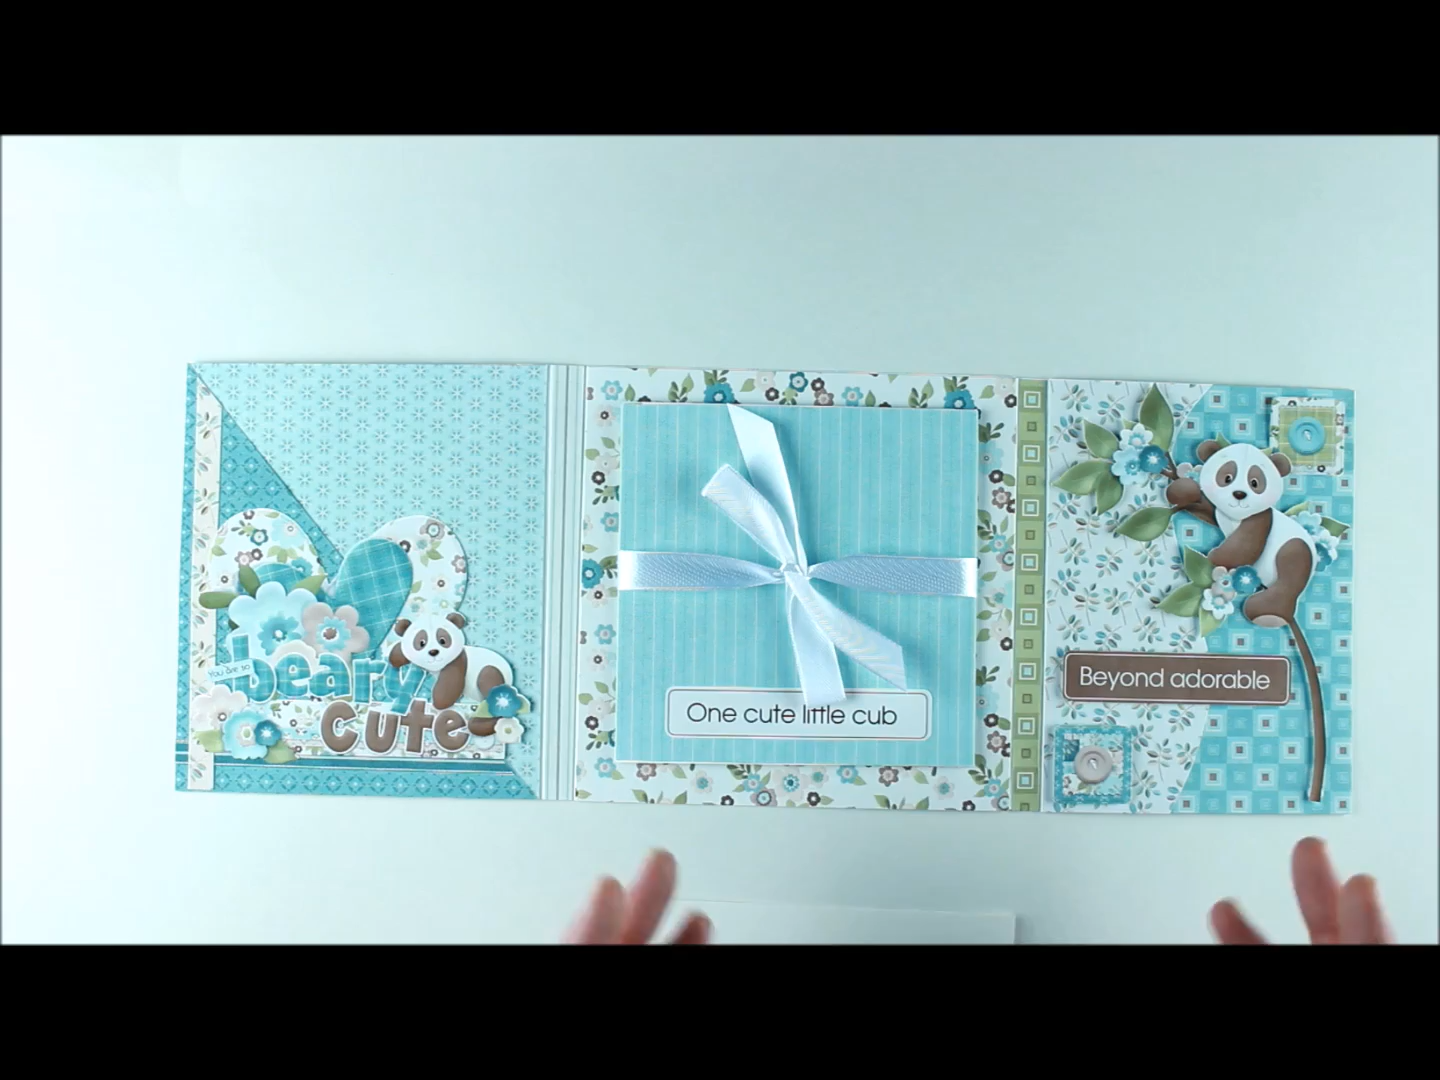 You are so
beary
cute
One cute little cub
Beyond adorable